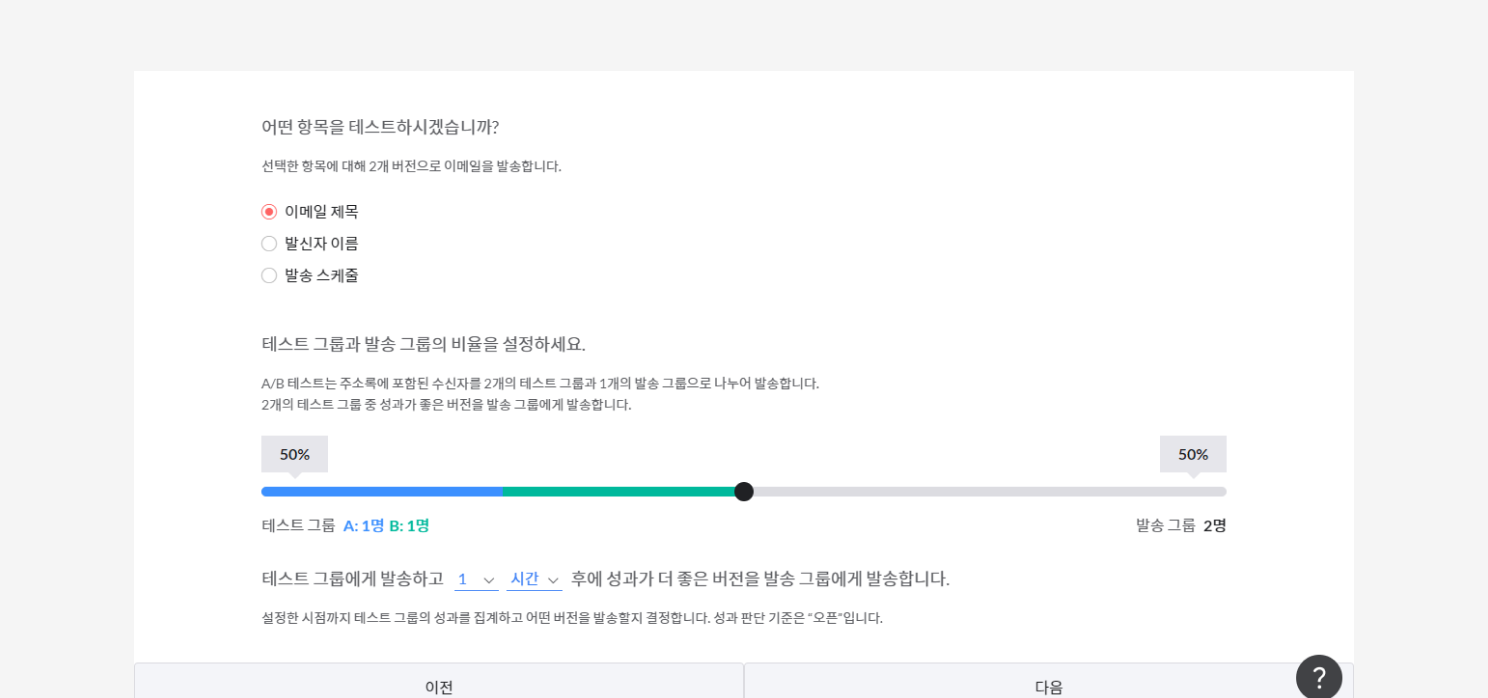 어떤 항목을 테스트하시겠습니까?
선택한 항목에 대해 2개 버전으로 이메일을 발송합니다.
이메일 제목
발신자 이름
발송 스케줄
테스트 그룹과 발송 그룹의 비율을 설정하세요.
A/B 테스트는 주소록에 포함된 수신자를 2개의 테스트 그룹과 1개의 발송 그룹으로 나누어 발송합니다.
2개의 테스트 그룹 중 성과가 좋은 버전을 발송 그룹에게 발송합니다.
50% 50%
테스트 그룹 A: 1명 B: 1명 발송 그룹 2명
테스트 그룹에게 발송하고 1 시간 후에 성과가 더 좋은 버전을 발송 그룹에게 발송합니다.
설정한 시점까지 테스트 그룹의 성과를 집계하고 어떤 버전을 발송할지 결정합니다. 성과 판단 기준은 “오픈”입니다.
이전 다음 ?